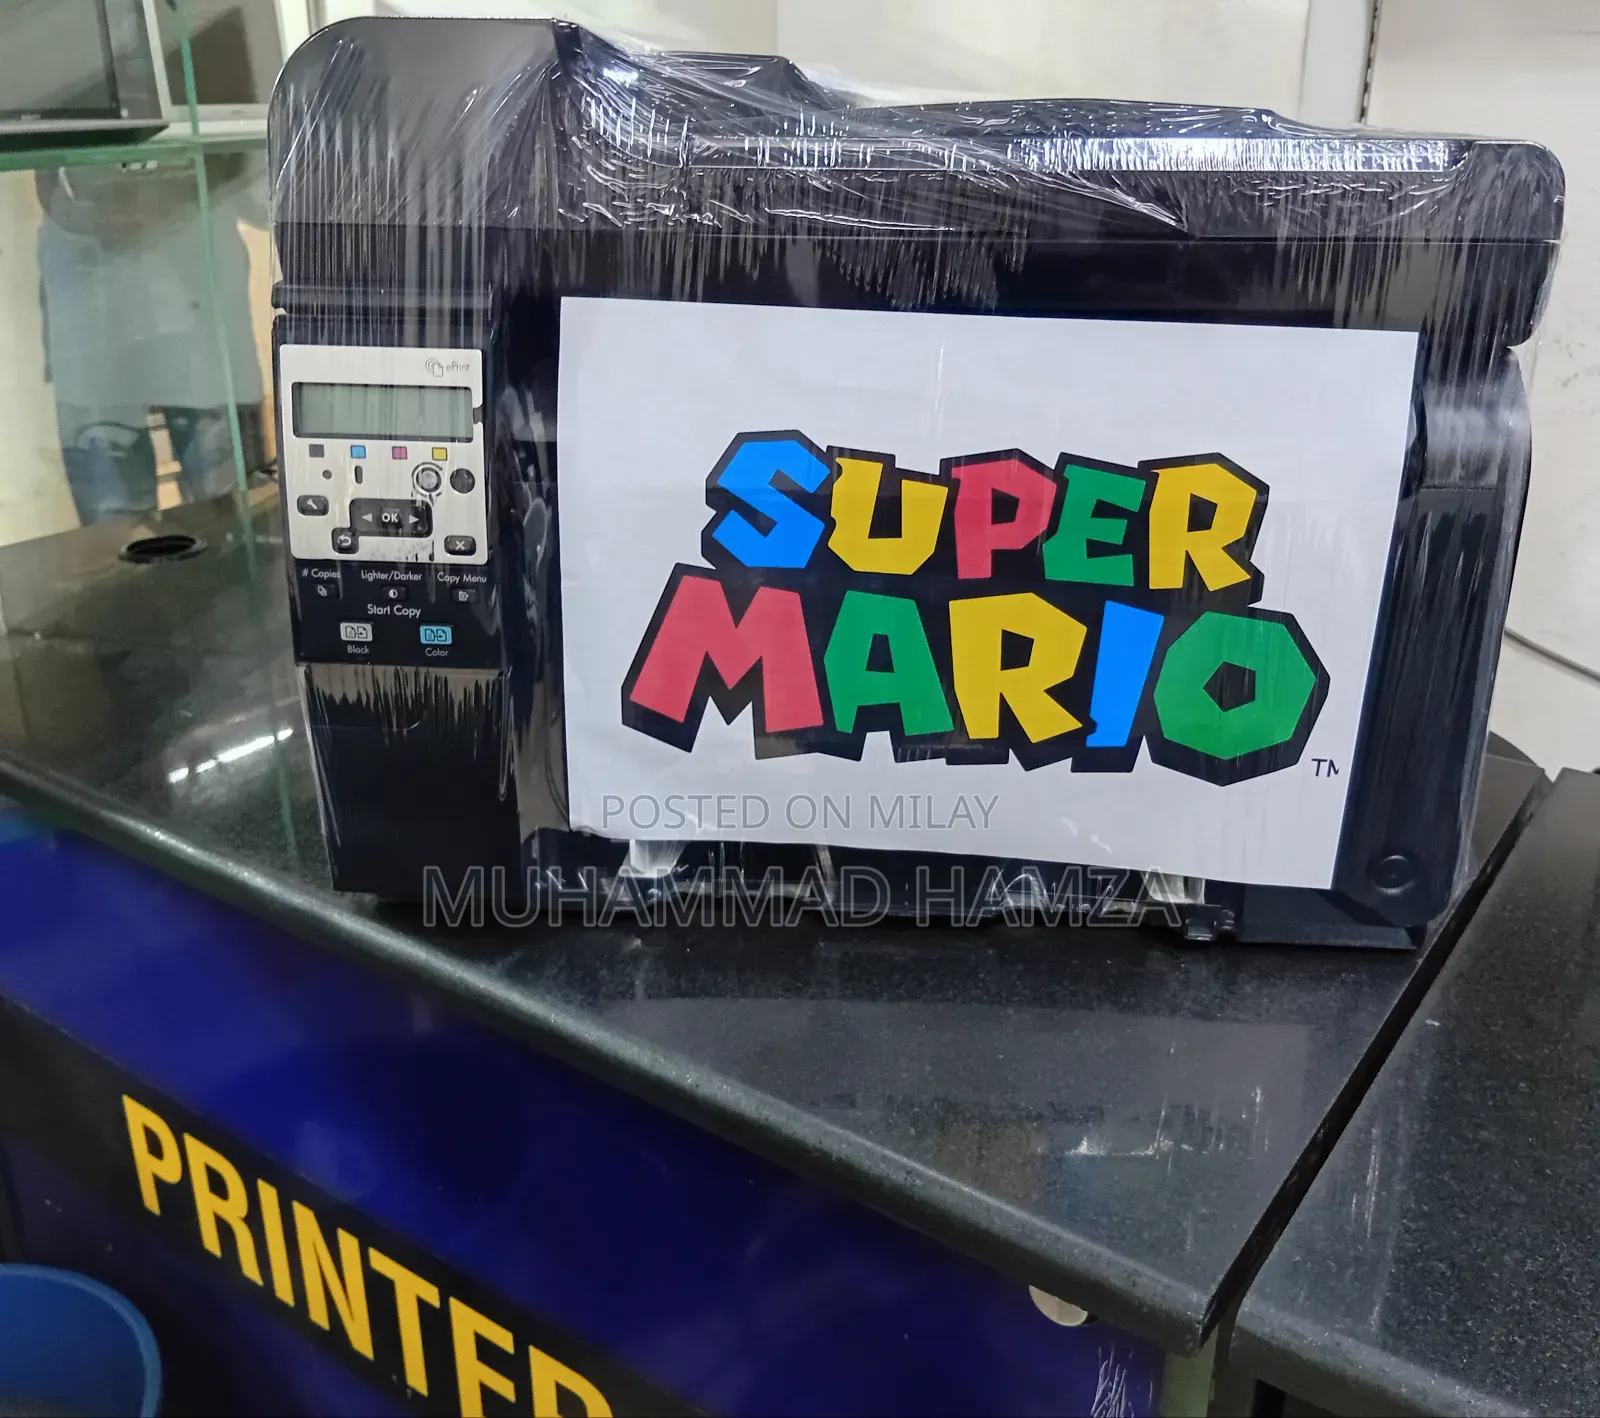 ePrint
OK
# Copies Lighter/Darker Copy Menu
Start Copy
Black Color
SUPER
MARIO
TM
POSTED ON MILAY
MUHAMMAD HAMZA
PRINTER